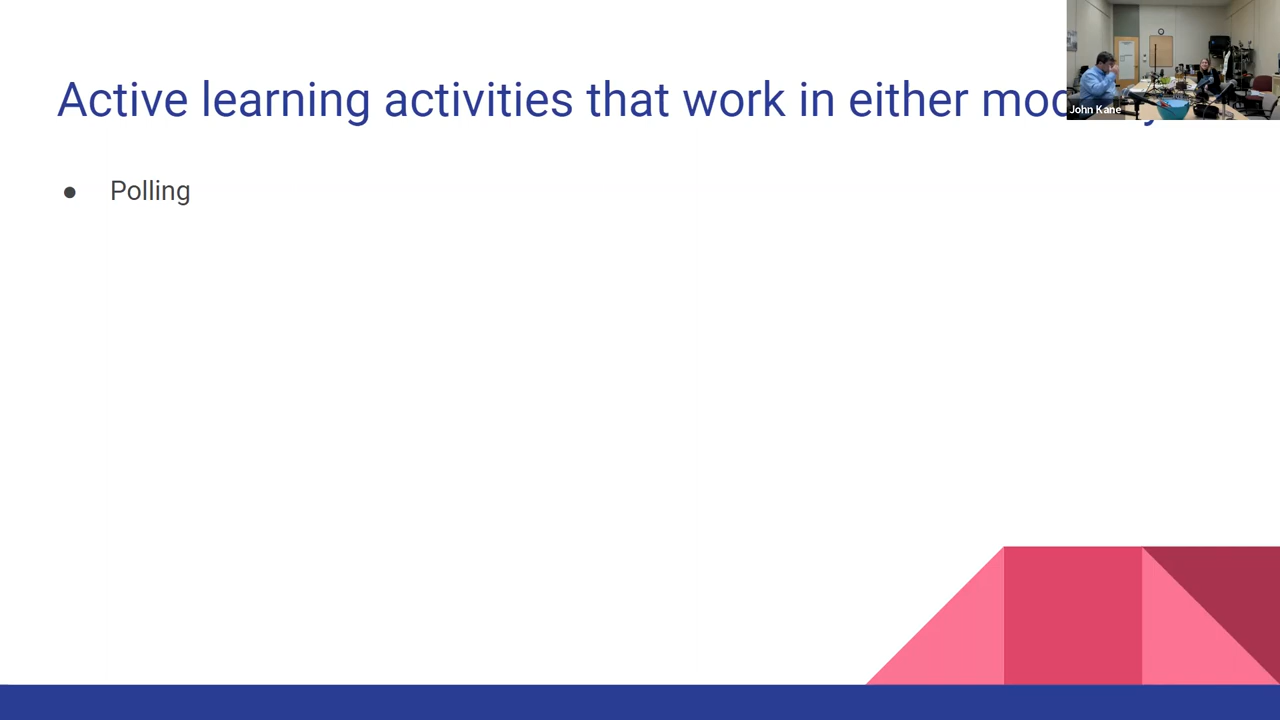 Active learning activities that work in either
● Polling
John Kane